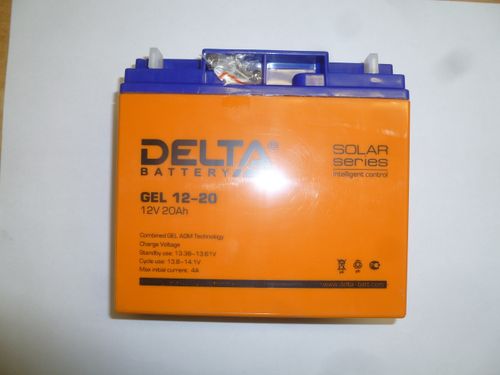 DELTA
BATTERY
SOLAR
series
intelligent control
GEL 12-20
12V 20Ah
Combined GEL AGM Technology
Charge Voltage
Standby use: 13.38-13.61V
Cycle use: 13.8-14.1V
Max initial current: 4A
www.delta-batt.com